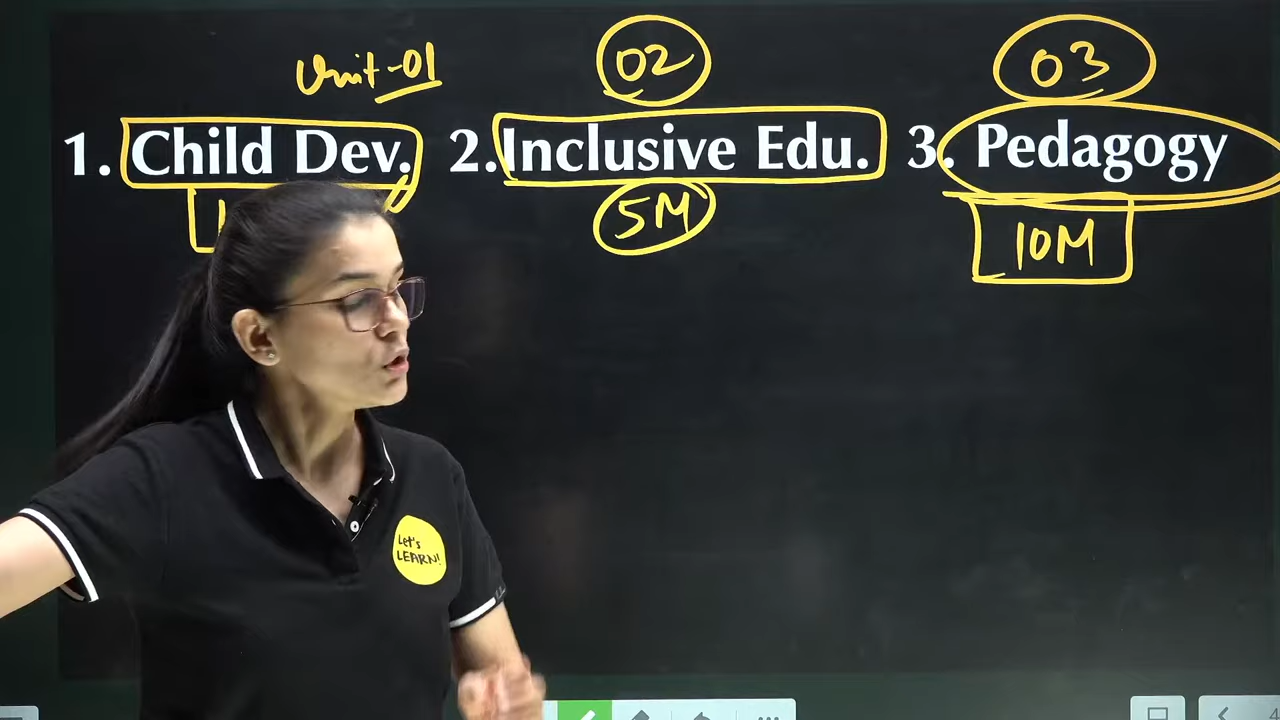 Unit-01 02 03
1. Child Dev. 2. Inclusive Edu. 3. Pedagogy
5M 10M
Let's
LEARN!